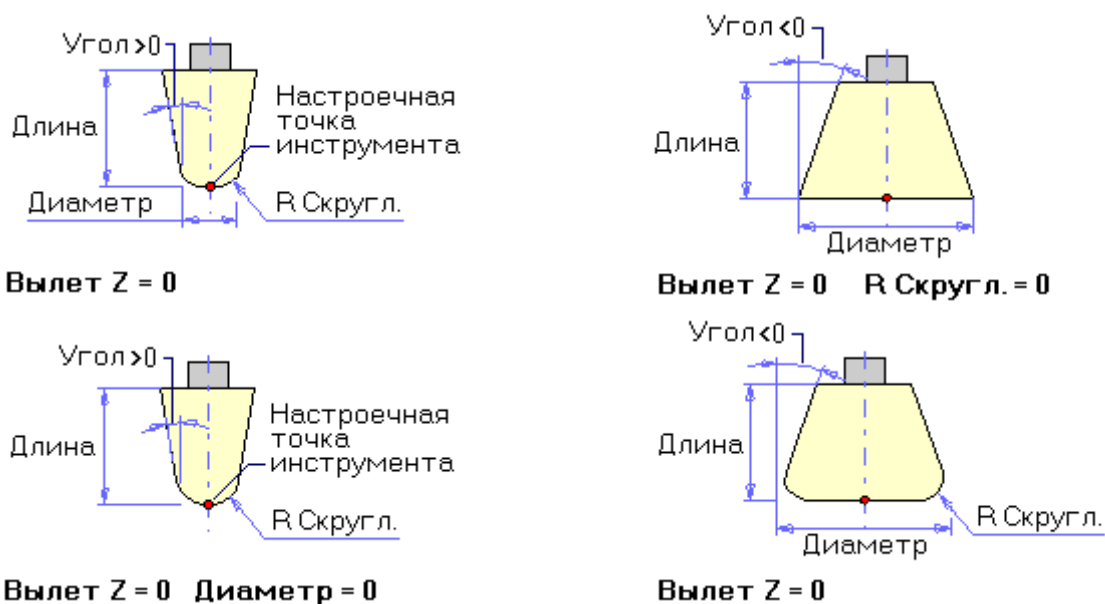 Угол>0
Длина
Настроечная
точка
инструмента
Диаметр
R Скругл.
Вылет Z = 0
Угол<0
Длина
Диаметр
Вылет Z = 0 R Скругл. = 0
Угол>0
Длина
Настроечная
точка
инструмента
R Скругл.
Вылет Z = 0 Диаметр = 0
Угол<0
Длина
R Скругл.
Диаметр
Вылет Z = 0